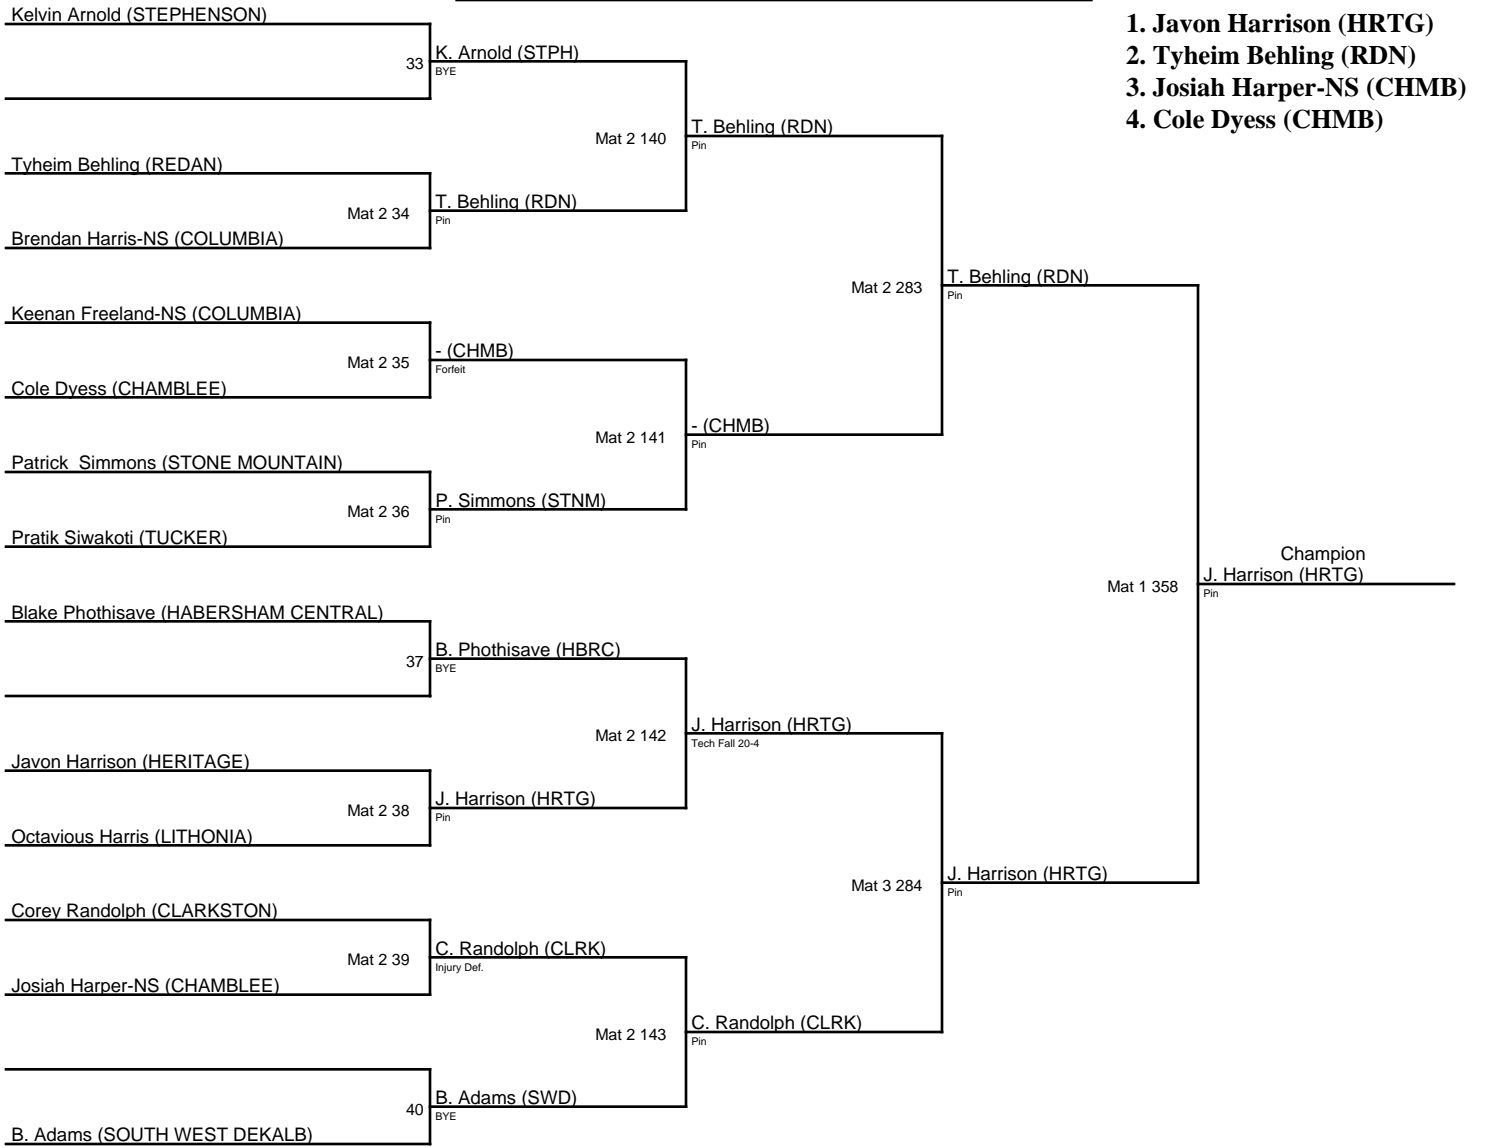 1. Javon Harrison (HRTG)
2. Tyheim Behling (RDN)
3. Josiah Harper-NS (CHMB)
4. Cole Dyess (CHMB)
Kelvin Arnold (STEPHENSON)
33
K. Arnold (STPH)
BYE
Mat 2 140
T. Behling (RDN)
Pin
Tyheim Behling (REDAN)
Mat 2 34
T. Behling (RDN)
Pin
Brendan Harris-NS (COLUMBIA)
Mat 2 283
T. Behling (RDN)
Pin
Keenan Freeland-NS (COLUMBIA)
Mat 2 35
- (CHMB)
Forfeit
Cole Dyess (CHAMBLEE)
Mat 2 141
- (CHMB)
Pin
Patrick  Simmons (STONE MOUNTAIN)
Mat 2 36
P. Simmons (STNM)
Pin
Pratik Siwakoti (TUCKER)
Mat 1 358
Champion
J. Harrison (HRTG)
Pin
Blake Phothisave (HABERSHAM CENTRAL)
37
B. Phothisave (HBRC)
BYE
Mat 2 142
J. Harrison (HRTG)
Tech Fall 20-4
Javon Harrison (HERITAGE)
Mat 2 38
J. Harrison (HRTG)
Pin
Octavious Harris (LITHONIA)
Mat 3 284
J. Harrison (HRTG)
Pin
Corey Randolph (CLARKSTON)
Mat 2 39
C. Randolph (CLRK)
Injury Def.
Josiah Harper-NS (CHAMBLEE)
Mat 2 143
C. Randolph (CLRK)
Pin
40
B. Adams (SWD)
BYE
B. Adams (SOUTH WEST DEKALB)